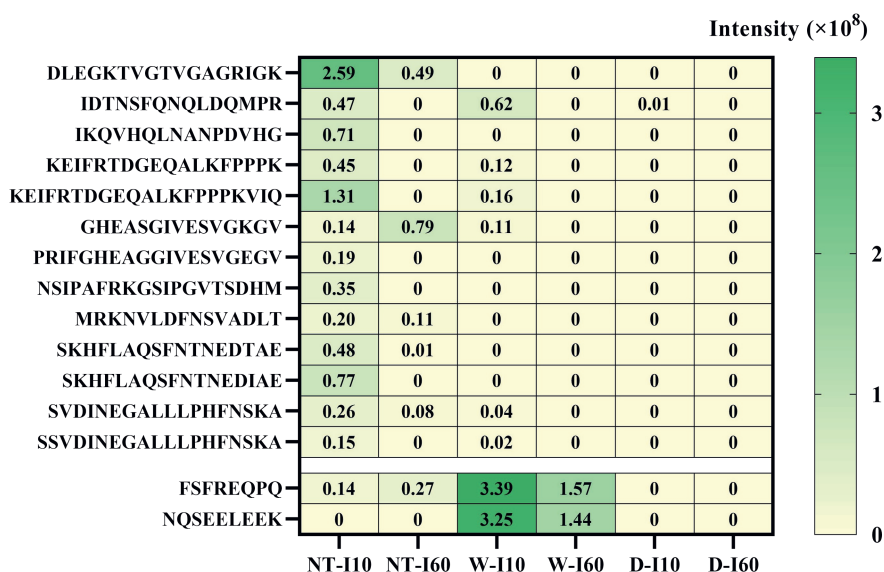 Intensity (×10⁸)
DLEGKTVGTVGAGRIGK 2.59 0.49 0 0 0 0
IDTNSFQNQLDQMPR 0.47 0 0.62 0 0.01 0
IKQVHQLNANPDVHG 0.71 0 0 0 0 0
KEIFRTDGEQALKFPPPK 0.45 0 0.12 0 0 0
KEIFRTDGEQALKFPPPKVIQ 1.31 0 0.16 0 0 0
GHEASGIVESVGKGV 0.14 0.79 0.11 0 0 0
PRIFGHEAGGIVESVGEGV 0.19 0 0 0 0 0
NSIPAFRKGSIPGVTSDHM 0.35 0 0 0 0 0
MRKNVLDFNSVADLT 0.20 0.11 0 0 0 0
SKHFLAQSFNTNEDTAE 0.48 0.01 0 0 0 0
SKHFLAQSFNTNEDIAE 0.77 0 0 0 0 0
SVDINEGALLLPHFNSKA 0.26 0.08 0.04 0 0 0
SSVDINEGALLLPHFNSKA 0.15 0 0.02 0 0 0
FSFREQPQ 0.14 0.27 3.39 1.57 0 0
NQSEELEEK 0 0 3.25 1.44 0 0
NT-I10 NT-I60 W-I10 W-I60 D-I10 D-I60
3
2
1
0